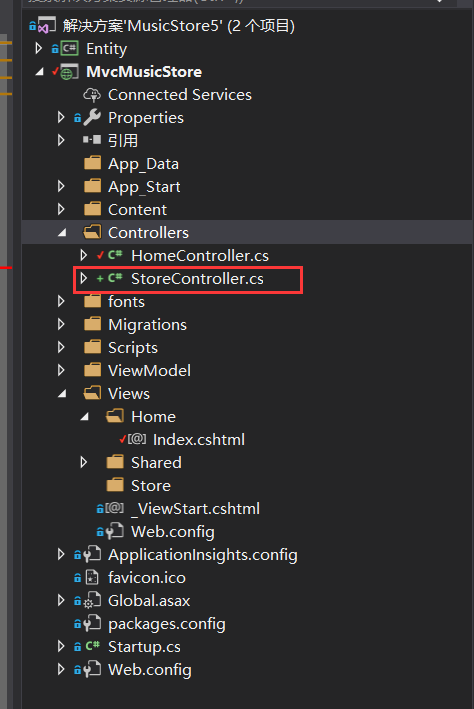 解决方案'MusicStore5' (2 个项目)
Entity
MvcMusicStore
Connected Services
Properties
引用
App_Data
App_Start
Content
Controllers
HomeController.cs
StoreController.cs
fonts
Migrations
Scripts
ViewModel
Views
Home
Index.cshtml
Shared
Store
_ViewStart.cshtml
Web.config
ApplicationInsights.config
favicon.ico
Global.asax
packages.config
Startup.cs
Web.config